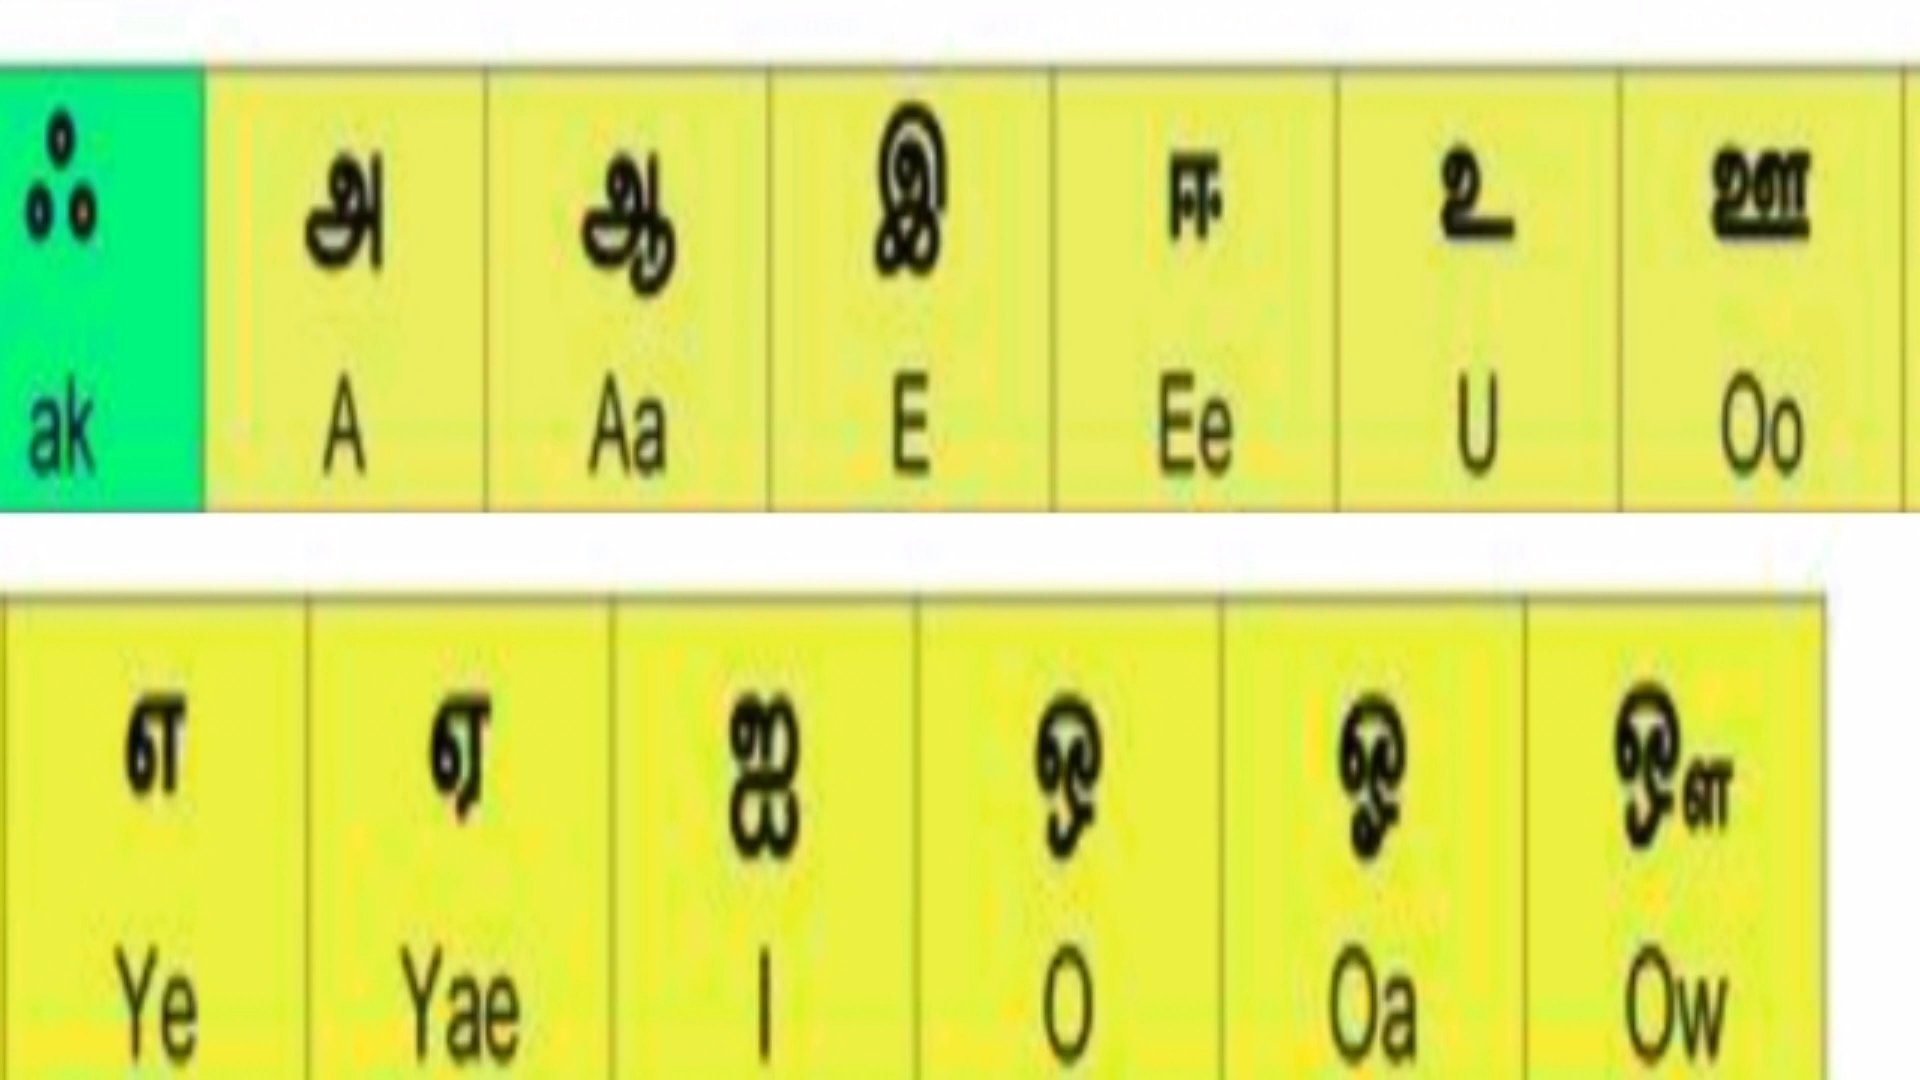 ஃ அ ஆ இ ஈ உ ஊ
ak A Aa E Ee U Oo
எ ஏ ஐ ஒ ஓ ஔ
Ye Yae I O Oa Ow